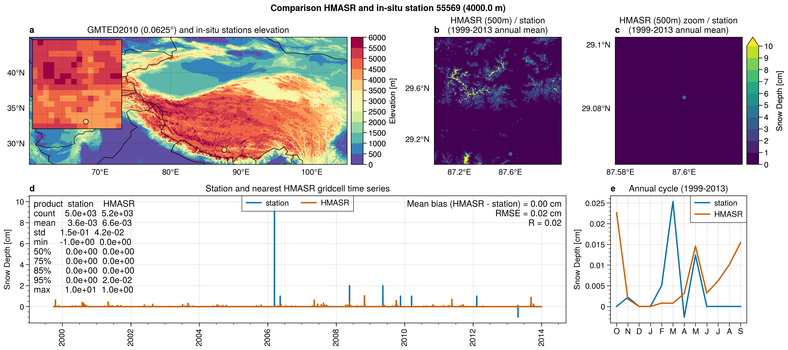 Comparison HMASR and in-situ station 55569 (4000.0 m)
a
GMTED2010 (0.0625°) and in-situ stations elevation
40°N
35°N
30°N
70°E
80°E
90°E
100°E
6000
5500
5000
4500
4000
3500
3000
2500
2000
1500
1000
500
0
Elevation [m]
b
HMASR (500m) / station
(1999-2013 annual mean)
29.6°N
29.2°N
87.2°E
87.6°E
c
HMASR (500m) zoom / station
(1999-2013 annual mean)
29.1°N
29.08°N
87.58°E
87.6°E
10
9
8
7
6
5
4
3
2
1
0
Snow Depth [cm]
d
Station and nearest HMASR gridcell time series
product station HMASR
count 5.0e+03 5.2e+03
mean 3.6e-03 6.6e-03
std 1.5e-01 4.2e-02
min -1.0e+00 0.0e+00
50% 0.0e+00 0.0e+00
75% 0.0e+00 0.0e+00
85% 0.0e+00 0.0e+00
95% 0.0e+00 2.0e-02
max 1.0e+01 1.0e+00
station
HMASR
Mean bias (HMASR - station) = 0.00 cm
RMSE = 0.02 cm
R = 0.02
Snow Depth [cm]
10
8
6
4
2
0
2000
2002
2004
2006
2008
2010
2012
2014
e
Annual cycle (1999-2013)
station
HMASR
Snow Depth [cm]
0.025
0.02
0.015
0.01
0.005
0
O N D J F M A M J J A S